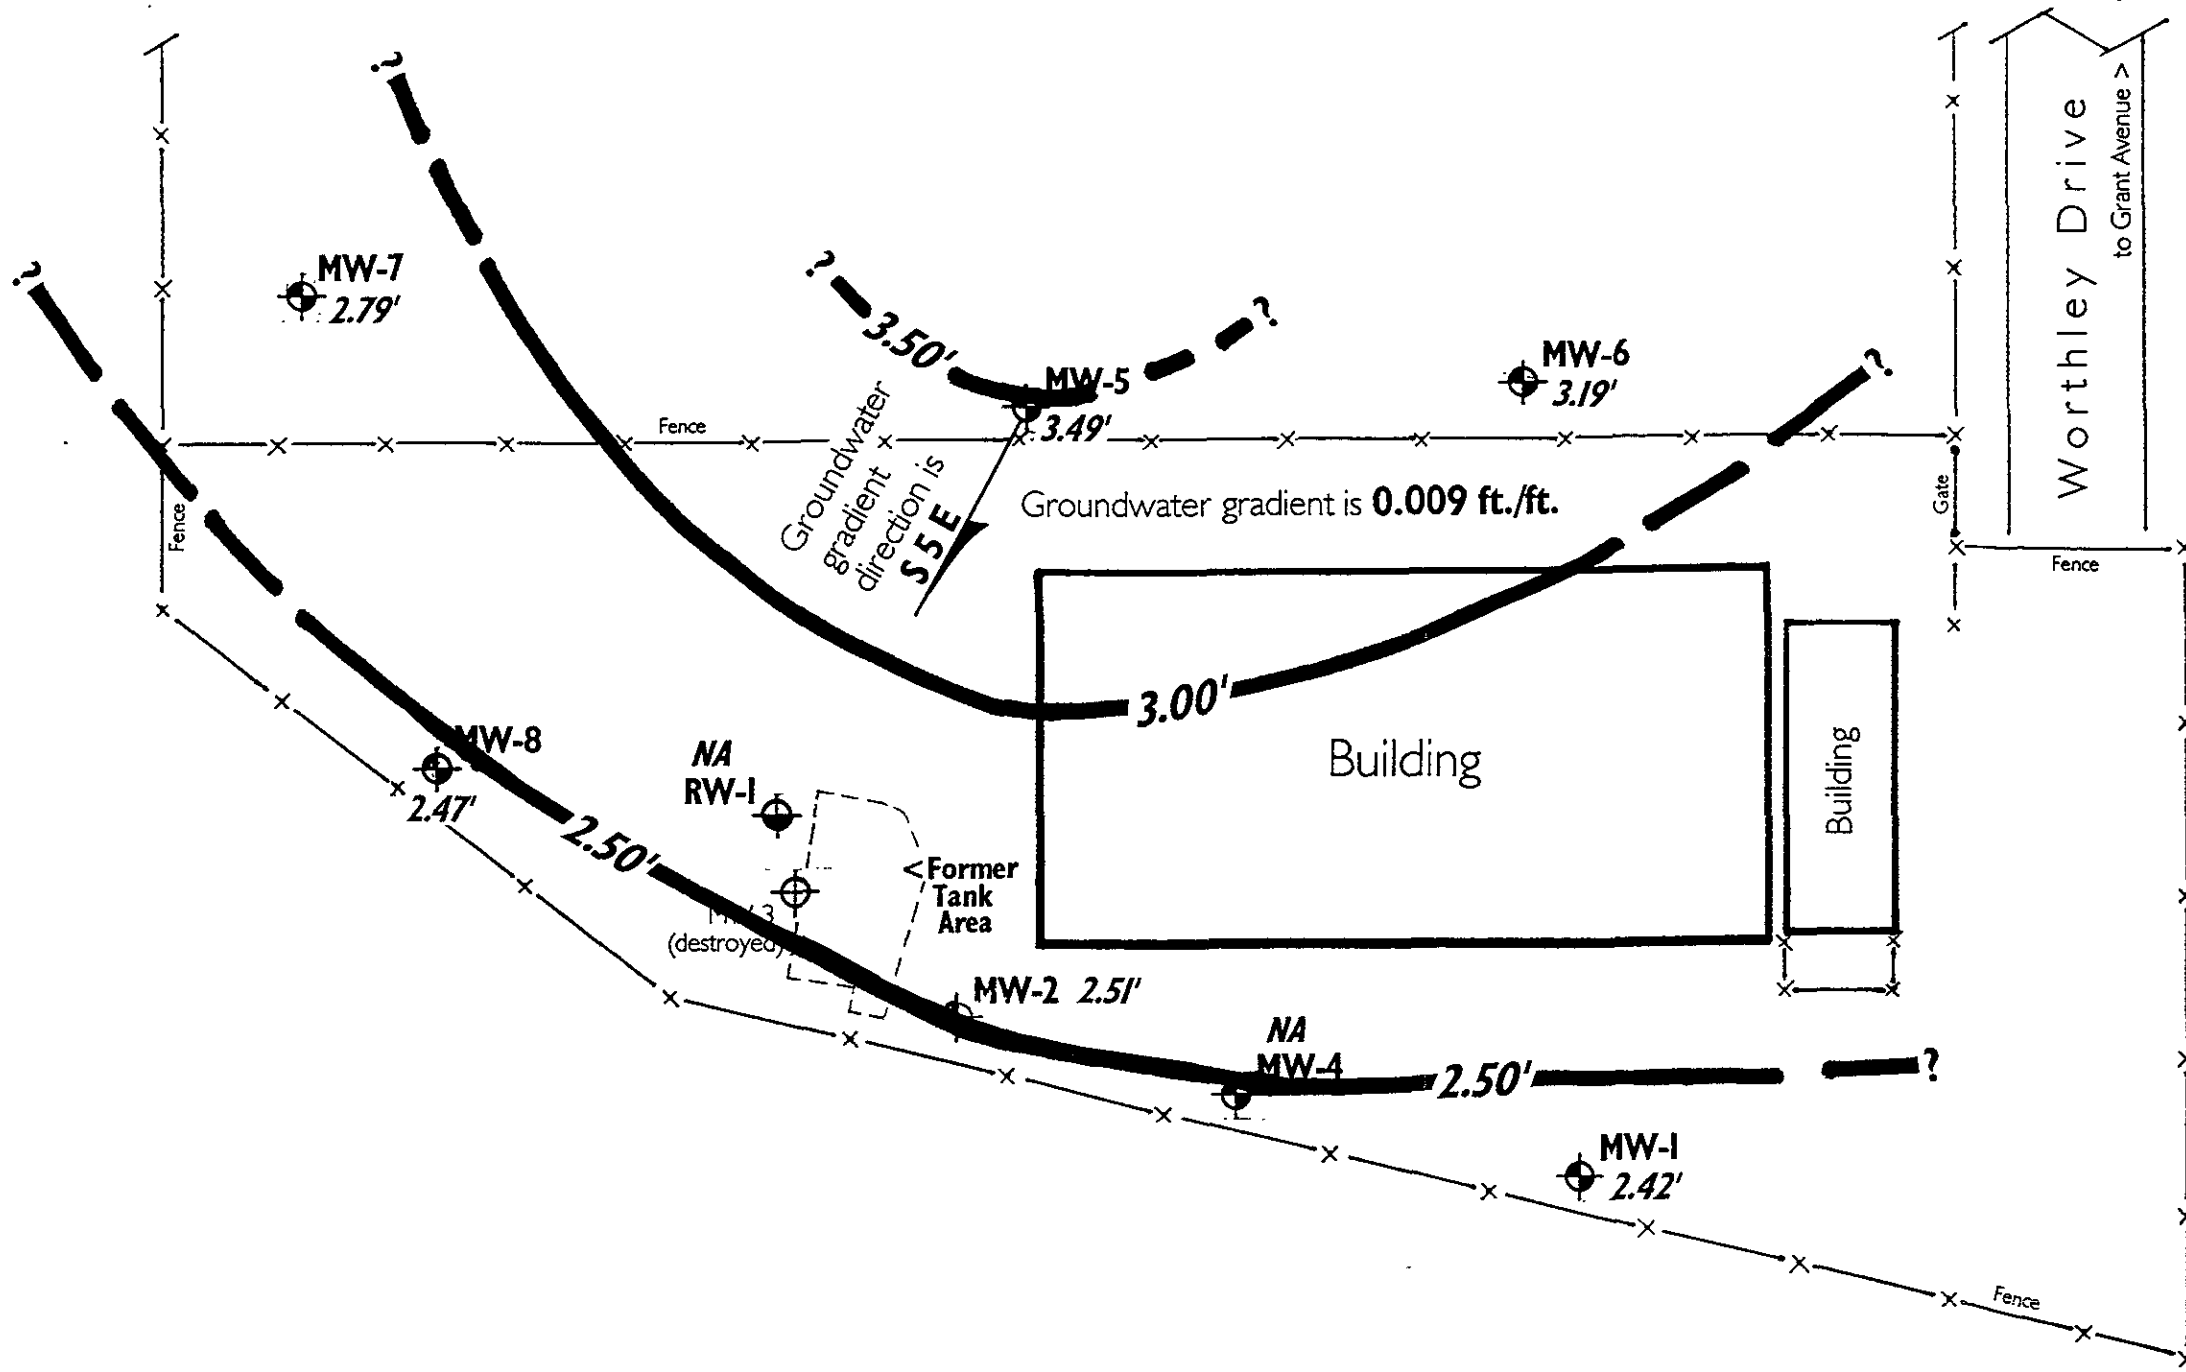 ?
?
MW-7
2.79'
?
3.50'
?
MW-5
3.49'
MW-6
3.19'
?
Worthley Drive
to Grant Avenue >
Fence
Fence
Groundwater
gradient
direction is
S 5 E
Groundwater gradient is 0.009 ft./ft.
Gate
Fence
3.00'
Building
Building
MW-8
2.47'
NA
RW-1
2.50'
< Former
Tank
Area
MW-3
(destroyed)
MW-2 2.51'
NA
MW-4
2.50'
?
MW-1
2.42'
Fence